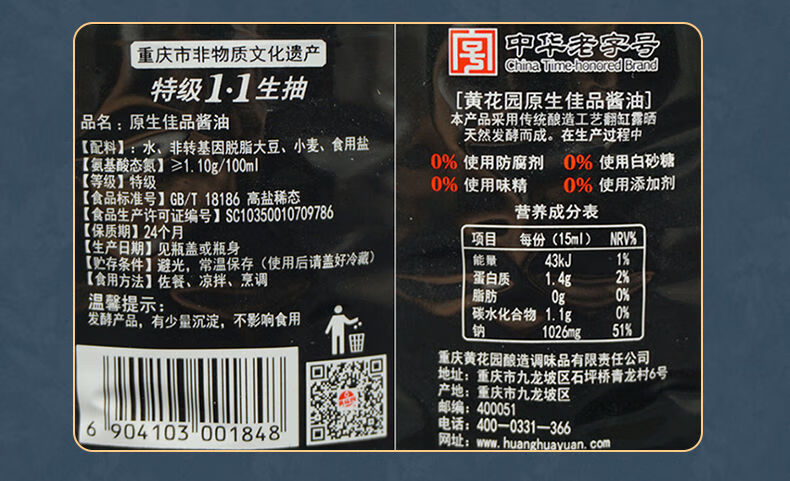 重庆市非物质文化遗产
特级1·1生抽
品名：原生佳品酱油
【配料】：水、非转基因脱脂大豆、小麦、食用盐
【氨基酸态氮】≥1.10g/100ml
【等级】特级
【食品标准号】GB/T 18186 高盐稀态
【食品生产许可证编号】SC10350010709786
【保质期】24个月
【生产日期】见瓶盖或瓶身
【贮存条件】避光，常温保存（使用后请盖好冷藏）
【食用方法】佐餐、凉拌、烹调
温馨提示：
发酵产品，有少量沉淀，不影响食用
6 904103 001848
中华老字号
China Time-honored Brand
[黄花园原生佳品酱油]
本产品采用传统酿造工艺翻缸露晒
天然发酵而成。在生产过程中
0% 使用防腐剂 0% 使用白砂糖
0% 使用味精 0% 使用添加剂
营养成分表
项目 每份（15ml） NRV%
能量 43kJ 1%
蛋白质 1.4g 2%
脂肪 0g 0%
碳水化合物 1.1g 0%
钠 1026mg 51%
重庆黄花园酿造调味品有限责任公司
地址：重庆市九龙坡区石坪桥青龙村6号
产地：重庆市九龙坡区
邮编：400051
电话：400-0331-366
网址：www.huanghuayuan.com